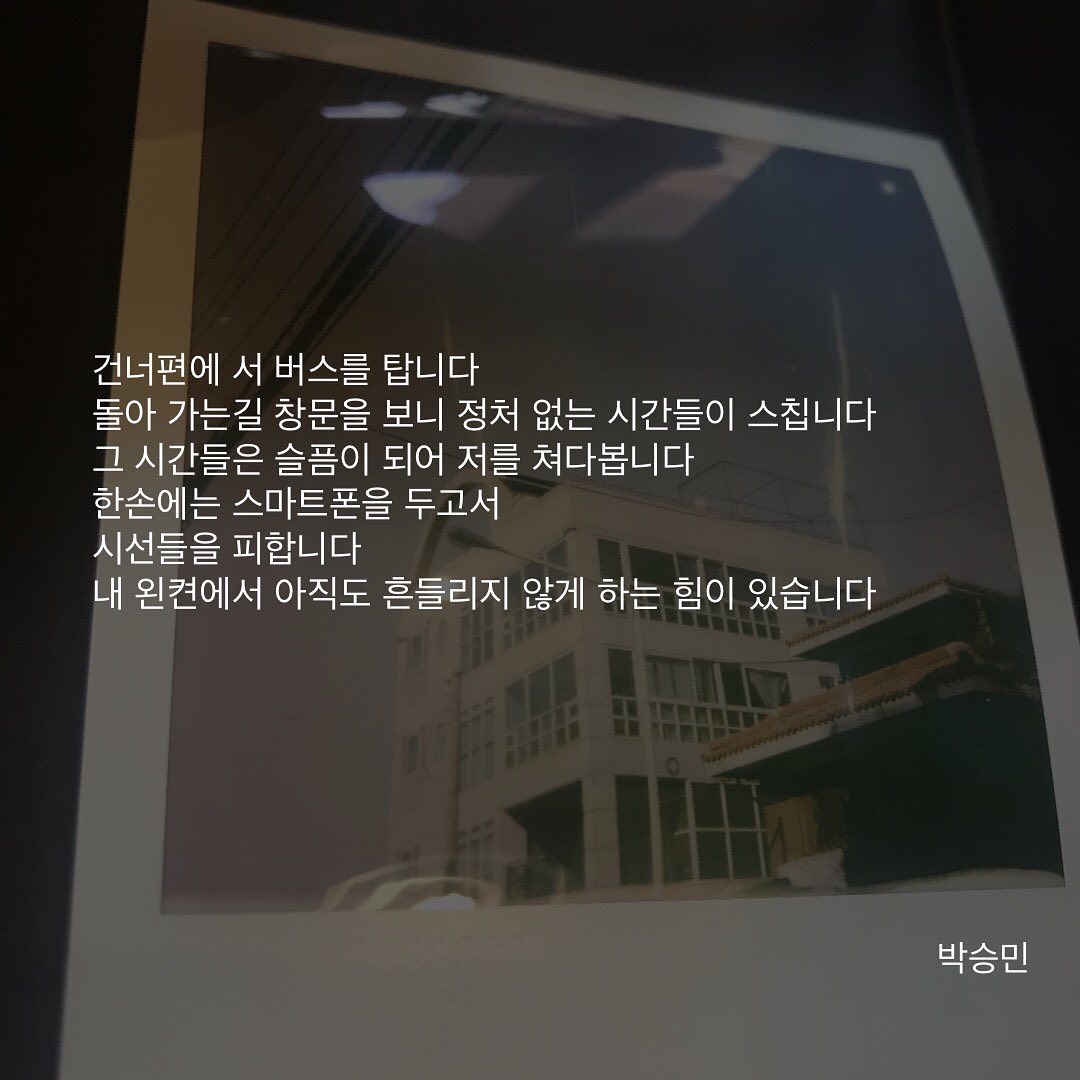 건너편에 서 버스를 탑니다
돌아 가는길 창문을 보니 정처 없는 시간들이 스칩니다
그 시간들은 슬픔이 되어 저를 쳐다봅니다
한손에는 스마트폰을 두고서
시선들을 피합니다
내 왼켠에서 아직도 흔들리지 않게 하는 힘이 있습니다
박승민